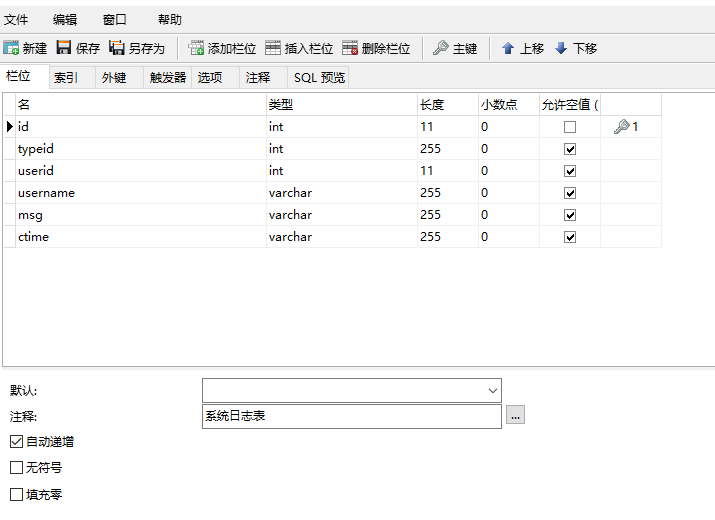 文件 编辑 窗口 帮助
新建 保存 另存为 添加栏位 插入栏位 删除栏位 主键 上移 下移
栏位 索引 外键 触发器 选项 注释 SQL 预览
名 类型 长度 小数点 允许空值 (
id int 11 0 1
typeid int 255 0
userid int 11 0
username varchar 255 0
msg varchar 255 0
ctime varchar 255 0
默认:
注释: 系统日志表 ...
自动递增
无符号
填充零